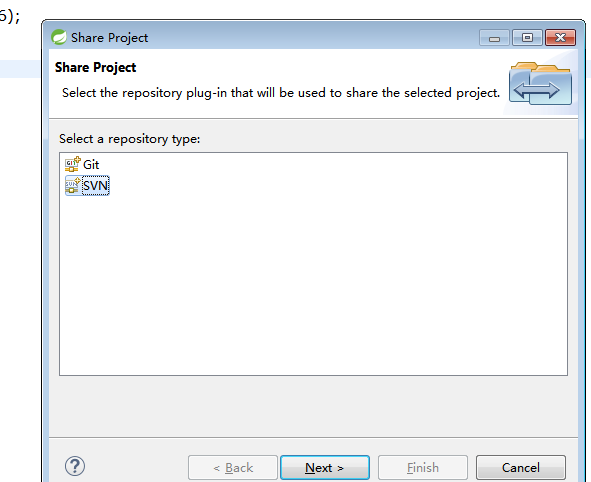 6);
Share Project
Share Project
Select the repository plug-in that will be used to share the selected project.
Select a repository type:
Git
SVN
? < Back Next > Finish Cancel